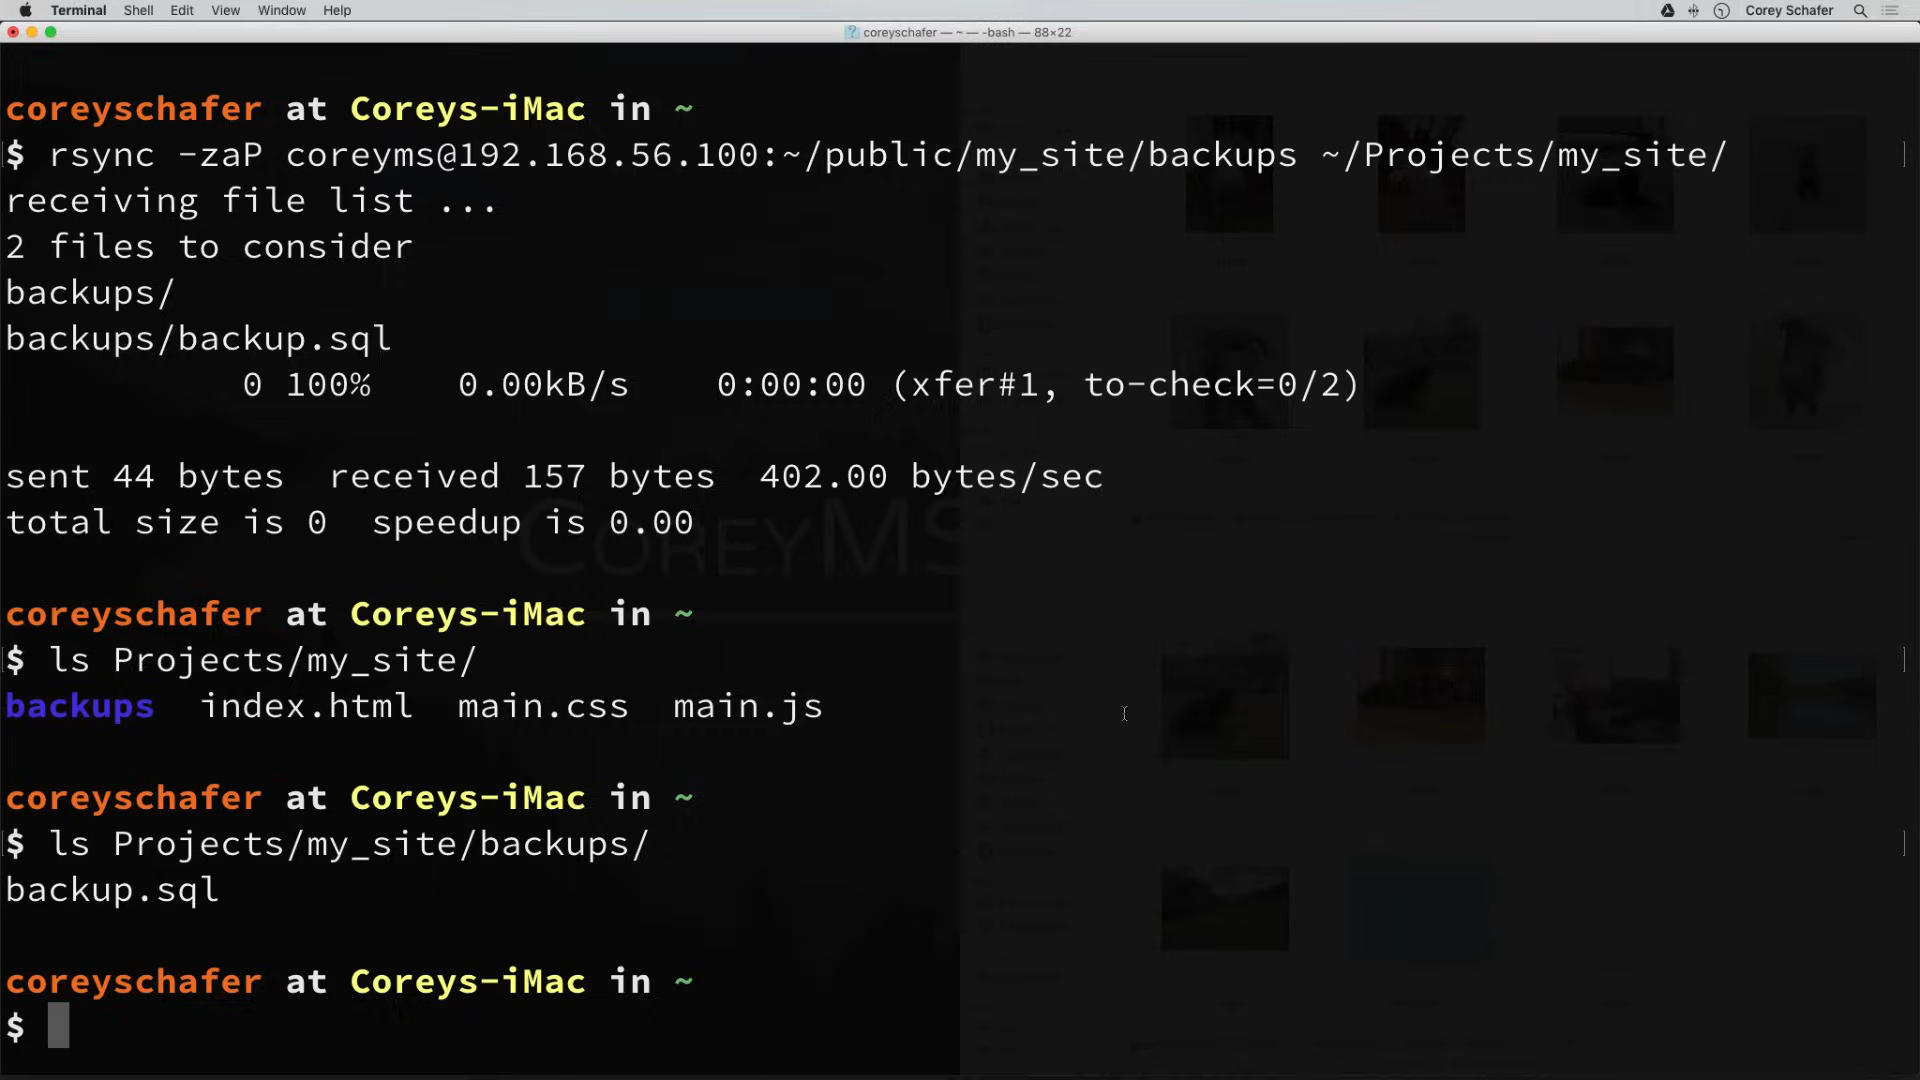 Terminal Shell Edit View Window Help Corey Schafer
coreyschafer — ~ — -bash — 88×22
coreyschafer at Coreys-iMac in ~
$ rsync -zaP coreyms@192.168.56.100:~/public/my_site/backups ~/Projects/my_site/
receiving file list ...
2 files to consider
backups/
backups/backup.sql
0 100% 0.00kB/s 0:00:00 (xfer#1, to-check=0/2)
sent 44 bytes received 157 bytes 402.00 bytes/sec
total size is 0 speedup is 0.00
COREYMS
coreyschafer at Coreys-iMac in ~
$ ls Projects/my_site/
backups index.html main.css main.js
coreyschafer at Coreys-iMac in ~
$ ls Projects/my_site/backups/
backup.sql
coreyschafer at Coreys-iMac in ~
$